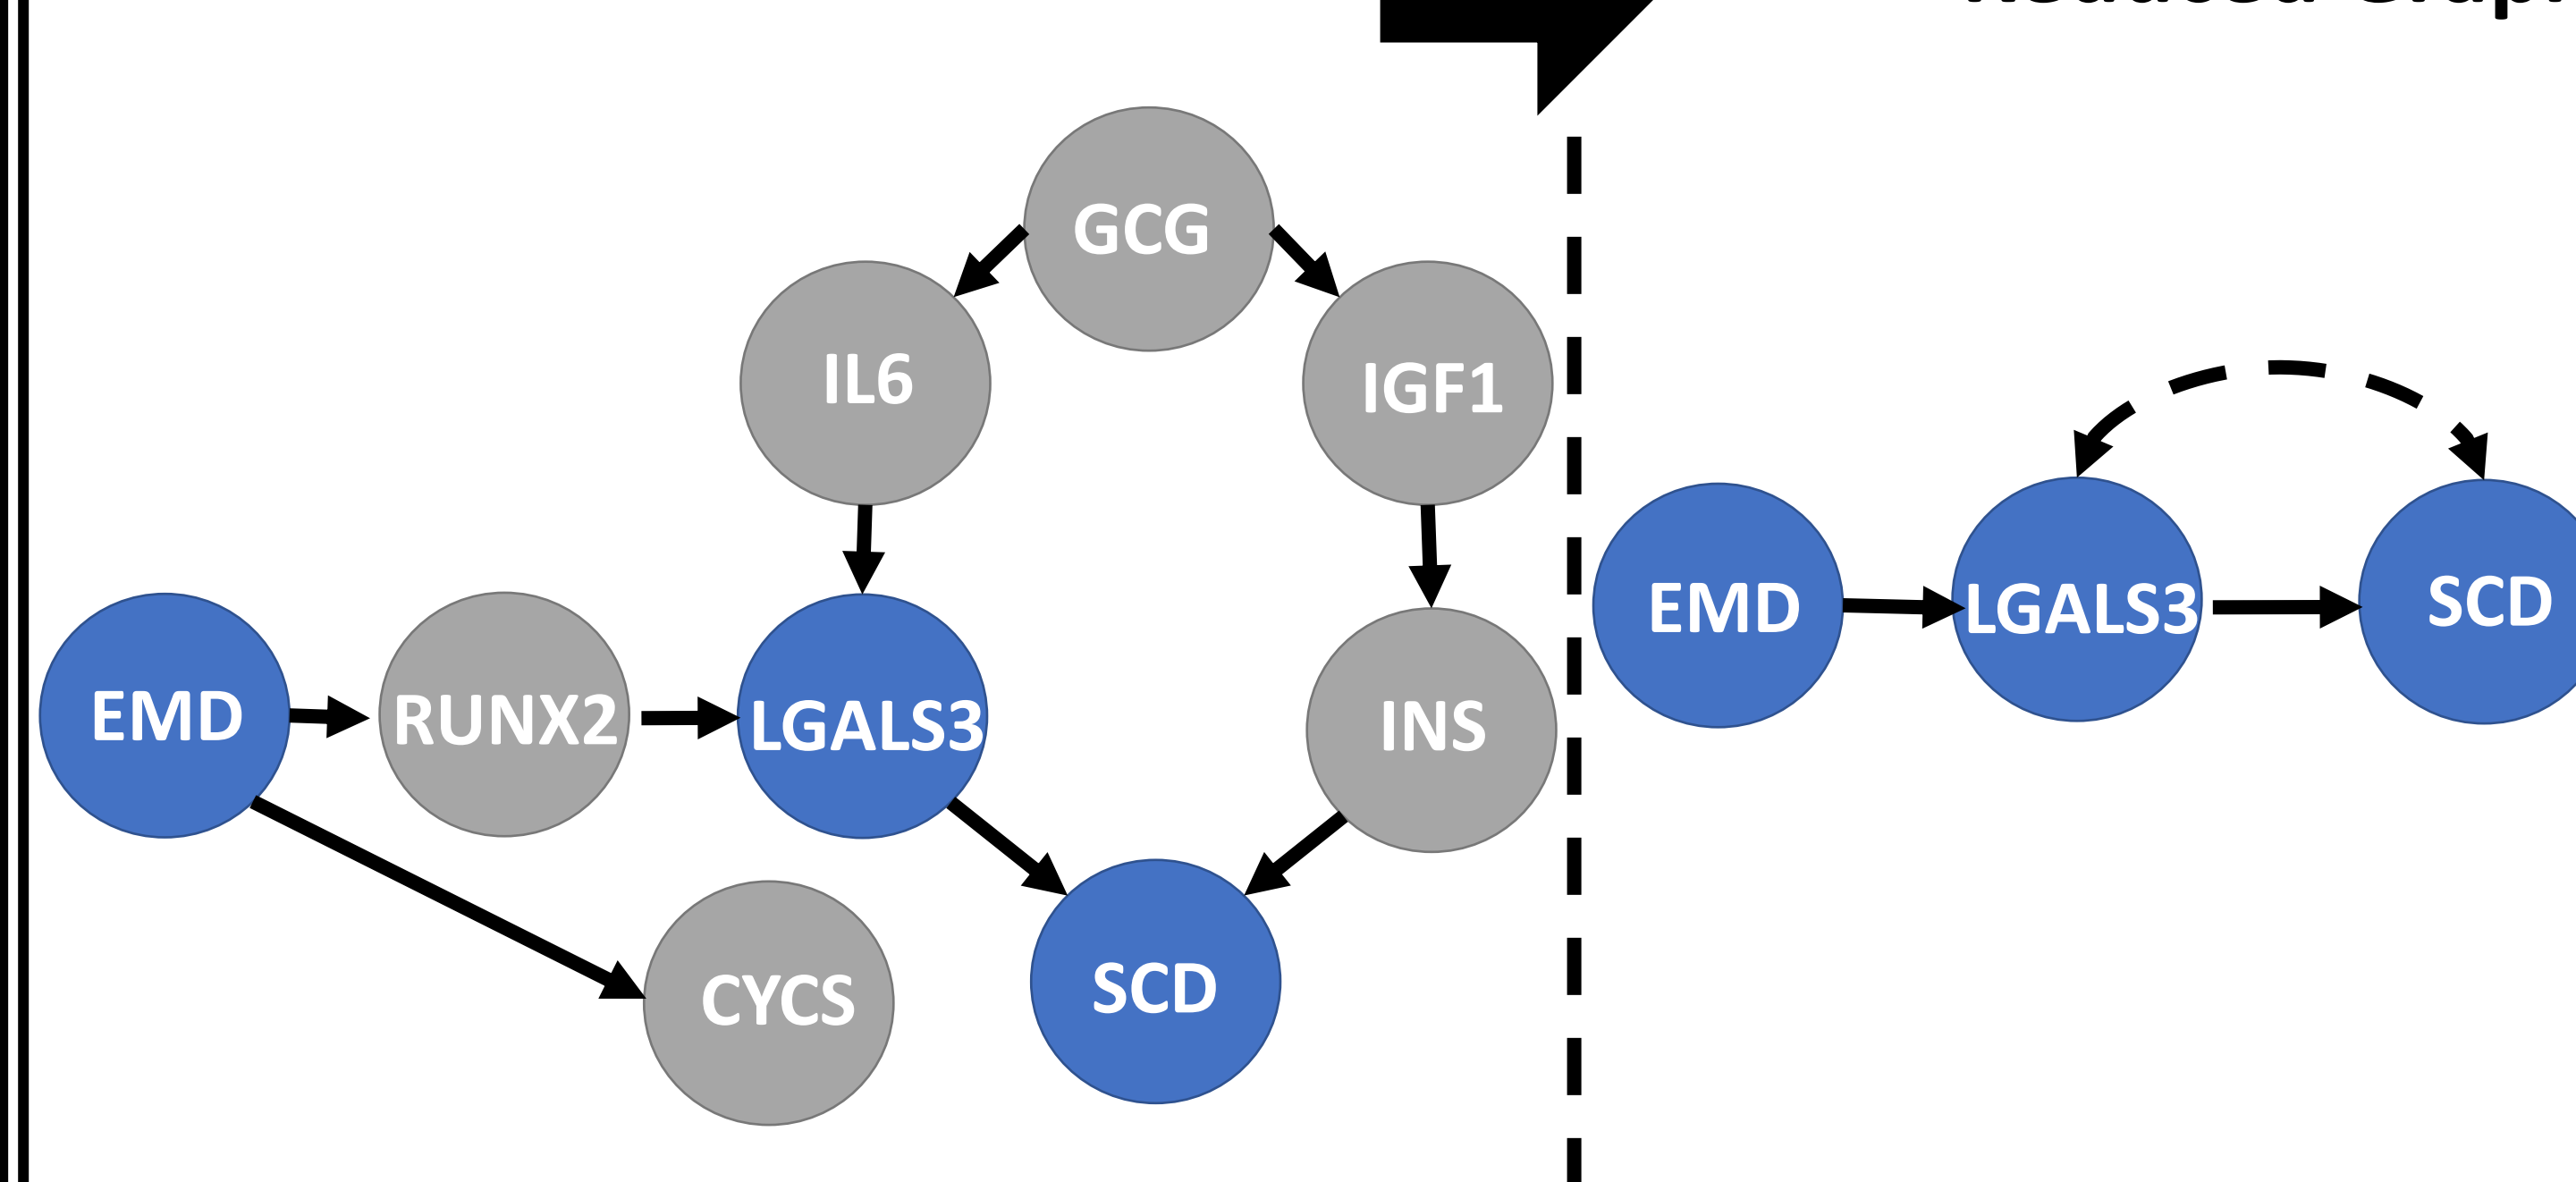 GCG
IL6
IGF1
EMD
RUNX2
LGALS3
INS
CYCS
SCD
EMD
LGALS3
SCD